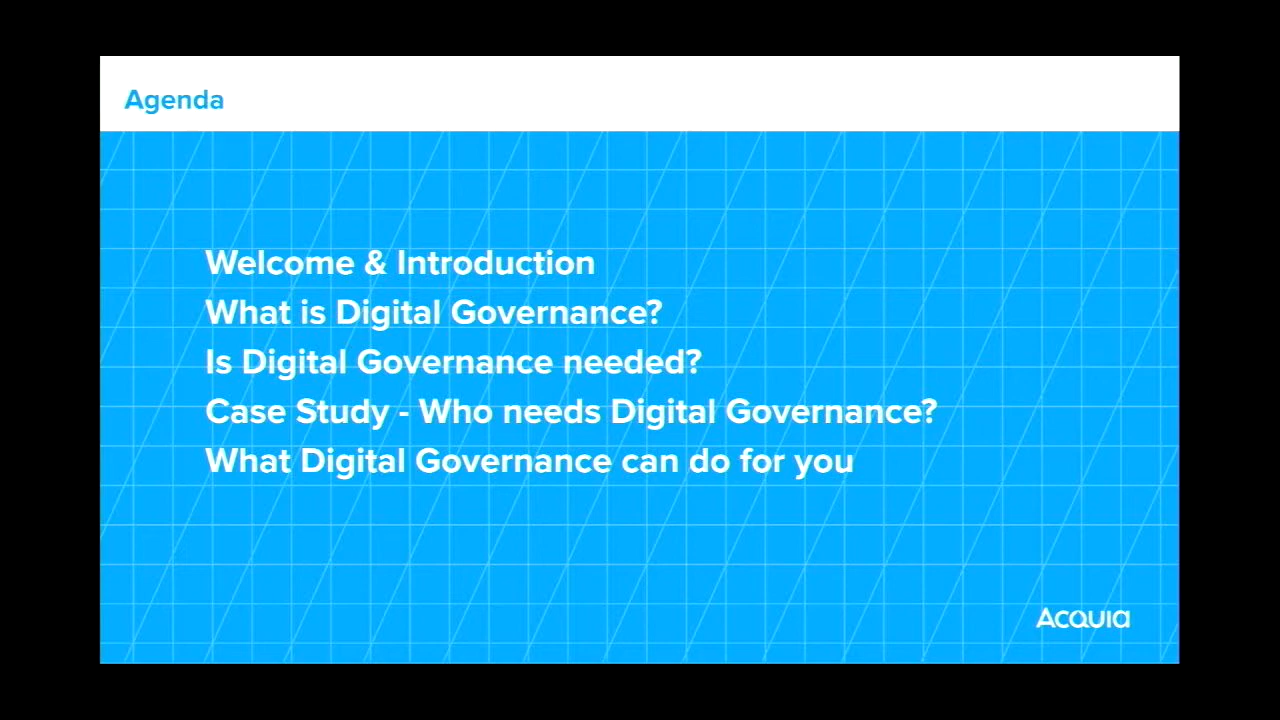 Agenda
Welcome & Introduction
What is Digital Governance?
Is Digital Governance needed?
Case Study - Who needs Digital Governance?
What Digital Governance can do for you
Acquia